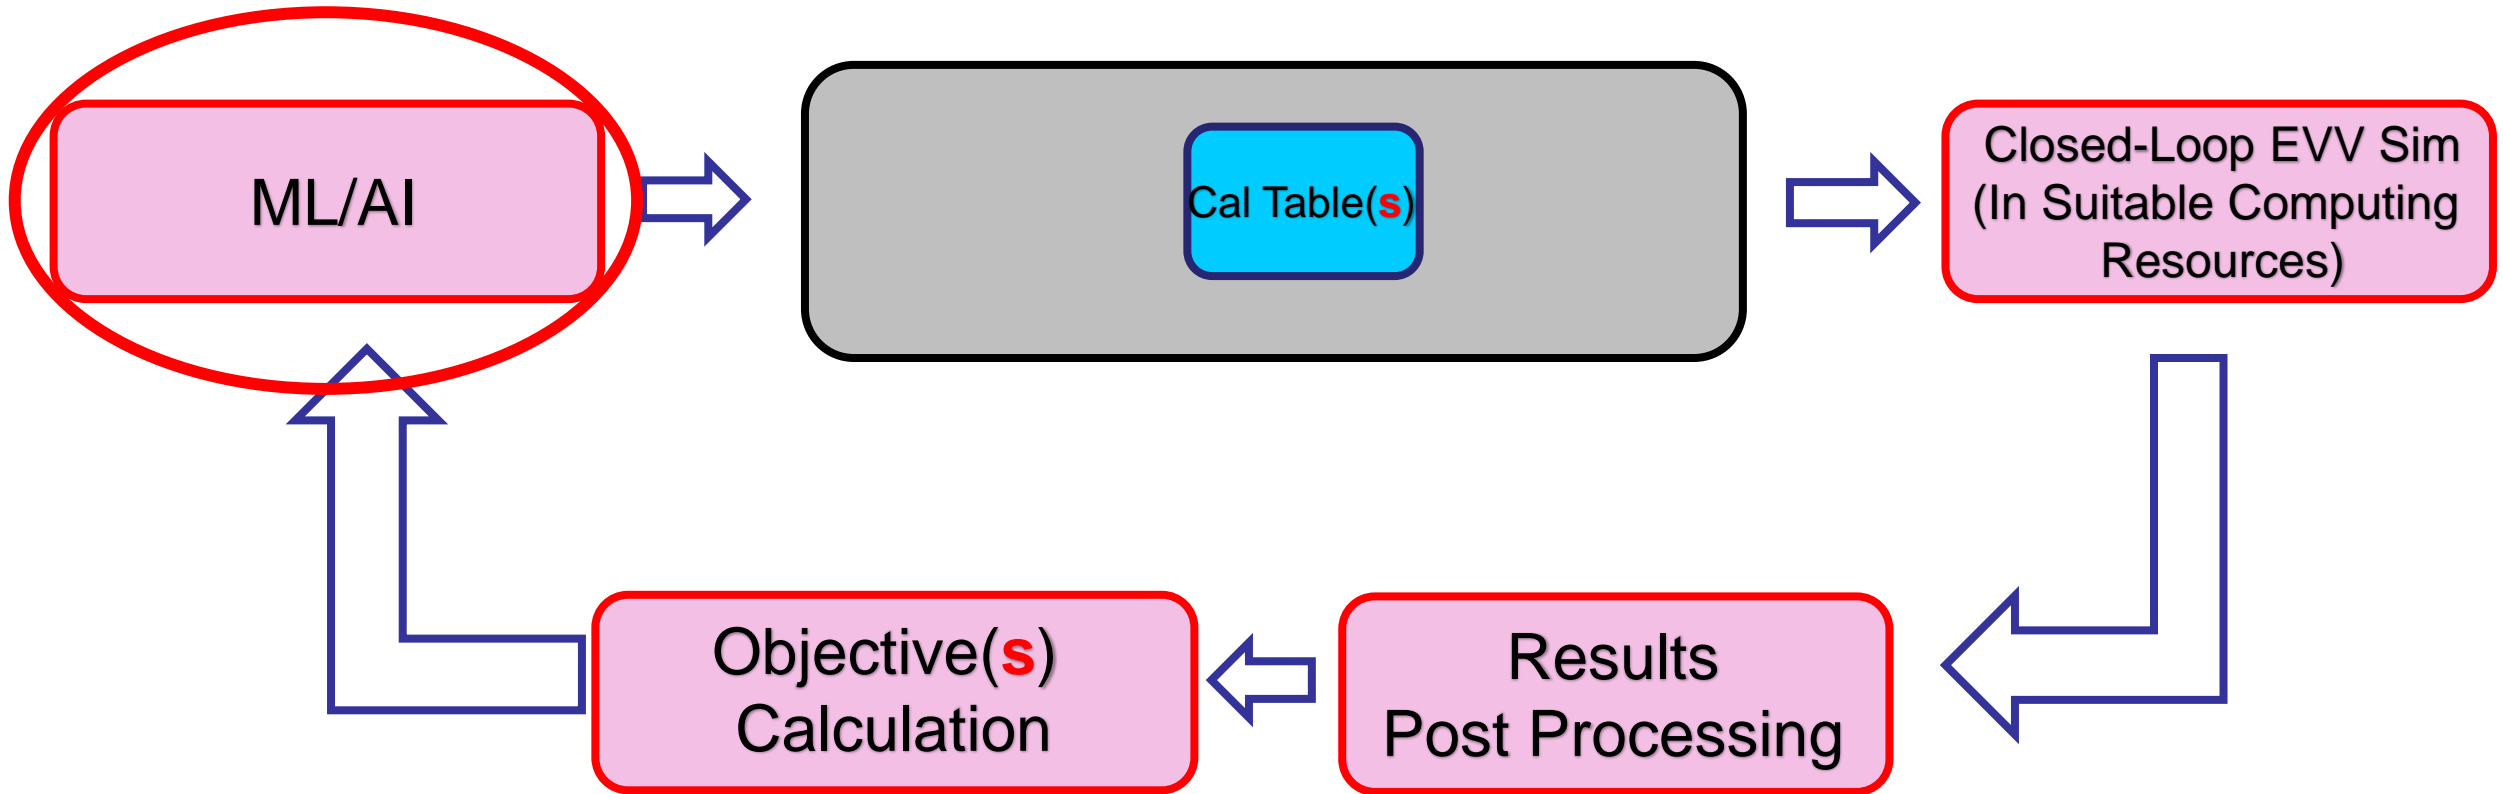 ML/AI
Cal Table(s)
Closed-Loop EVV Sim
(In Suitable Computing
Resources)
Objective(s)
Calculation
Results
Post Processing